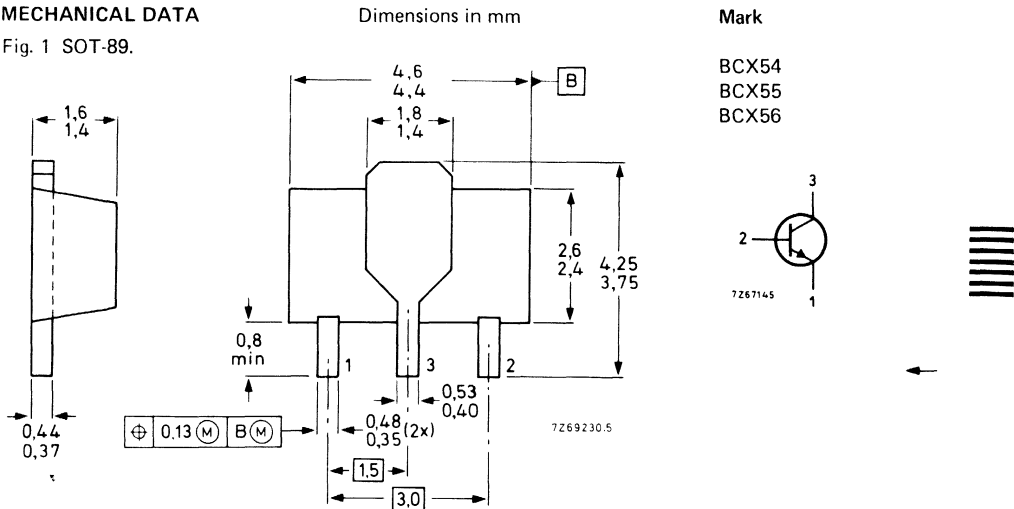 MECHANICAL DATA
Dimensions in mm
Mark
Fig. 1 SOT-89.
BCX54
BCX55
BCX56
4,6
4,4
B
1,6
1,4
1,8
1,4
3
2
1
7Z67145
2,6
2,4
4,25
3,75
0,8
min
1
3
2
0,53
0,40
0,44
0,37
⌖ 0,13 Ⓜ B Ⓜ
0,48
0,35 (2x)
7Z69230.5
1,5
3,0